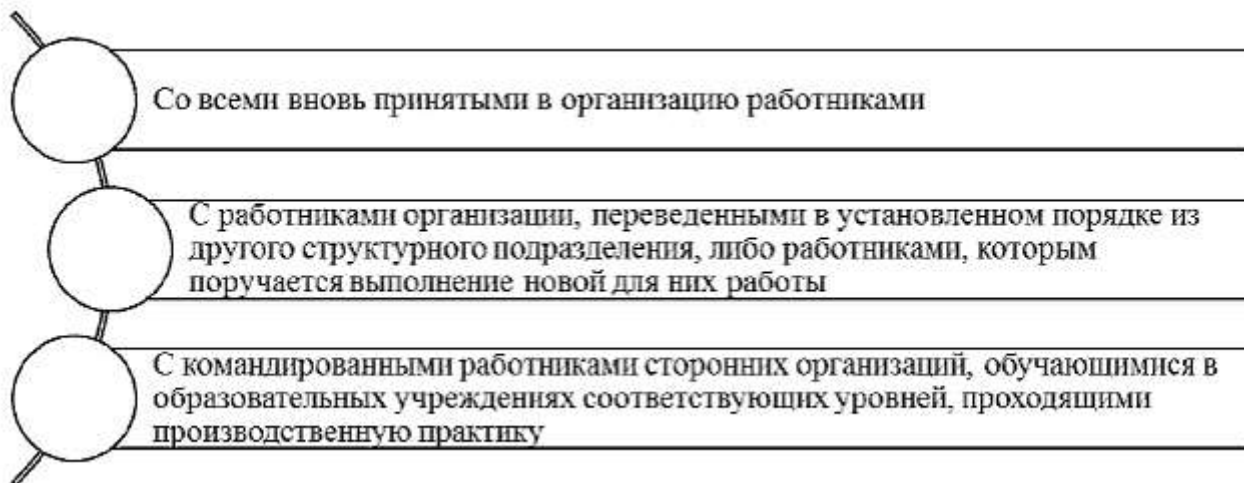 Со всеми вновь принятыми в организацию работниками
С работниками организации, переведенными в установленном порядке из
другого структурного подразделения, либо работниками, которым
поручается выполнение новой для них работы
С командированными работниками сторонних организаций, обучающимися в
образовательных учреждениях соответствующих уровней, проходящими
производственную практику